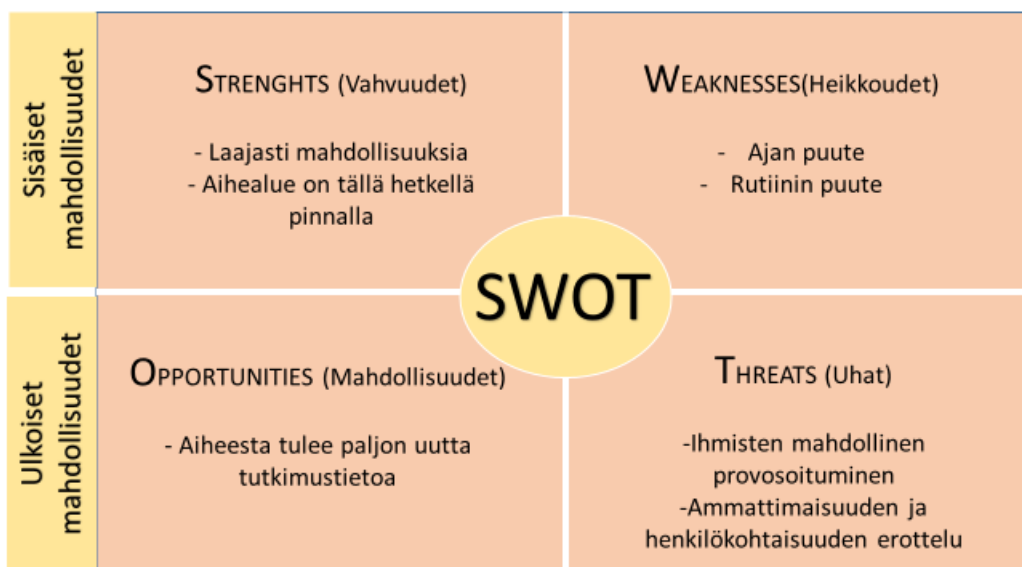 Sisäiset
mahdollisuudet
STRENGHTS (Vahvuudet)
- Laajasti mahdollisuuksia
- Aihealue on tällä hetkellä
pinnalla
WEAKNESSES(Heikkoudet)
- Ajan puute
- Rutiinin puute
SWOT
Ulkoiset
mahdollisuudet
OPPORTUNITIES (Mahdollisuudet)
- Aiheesta tulee paljon uutta
tutkimustietoa
THREATS (Uhat)
-Ihmisten mahdollinen
provosoituminen
-Ammattimaisuuden ja
henkilökohtaisuuden erottelu